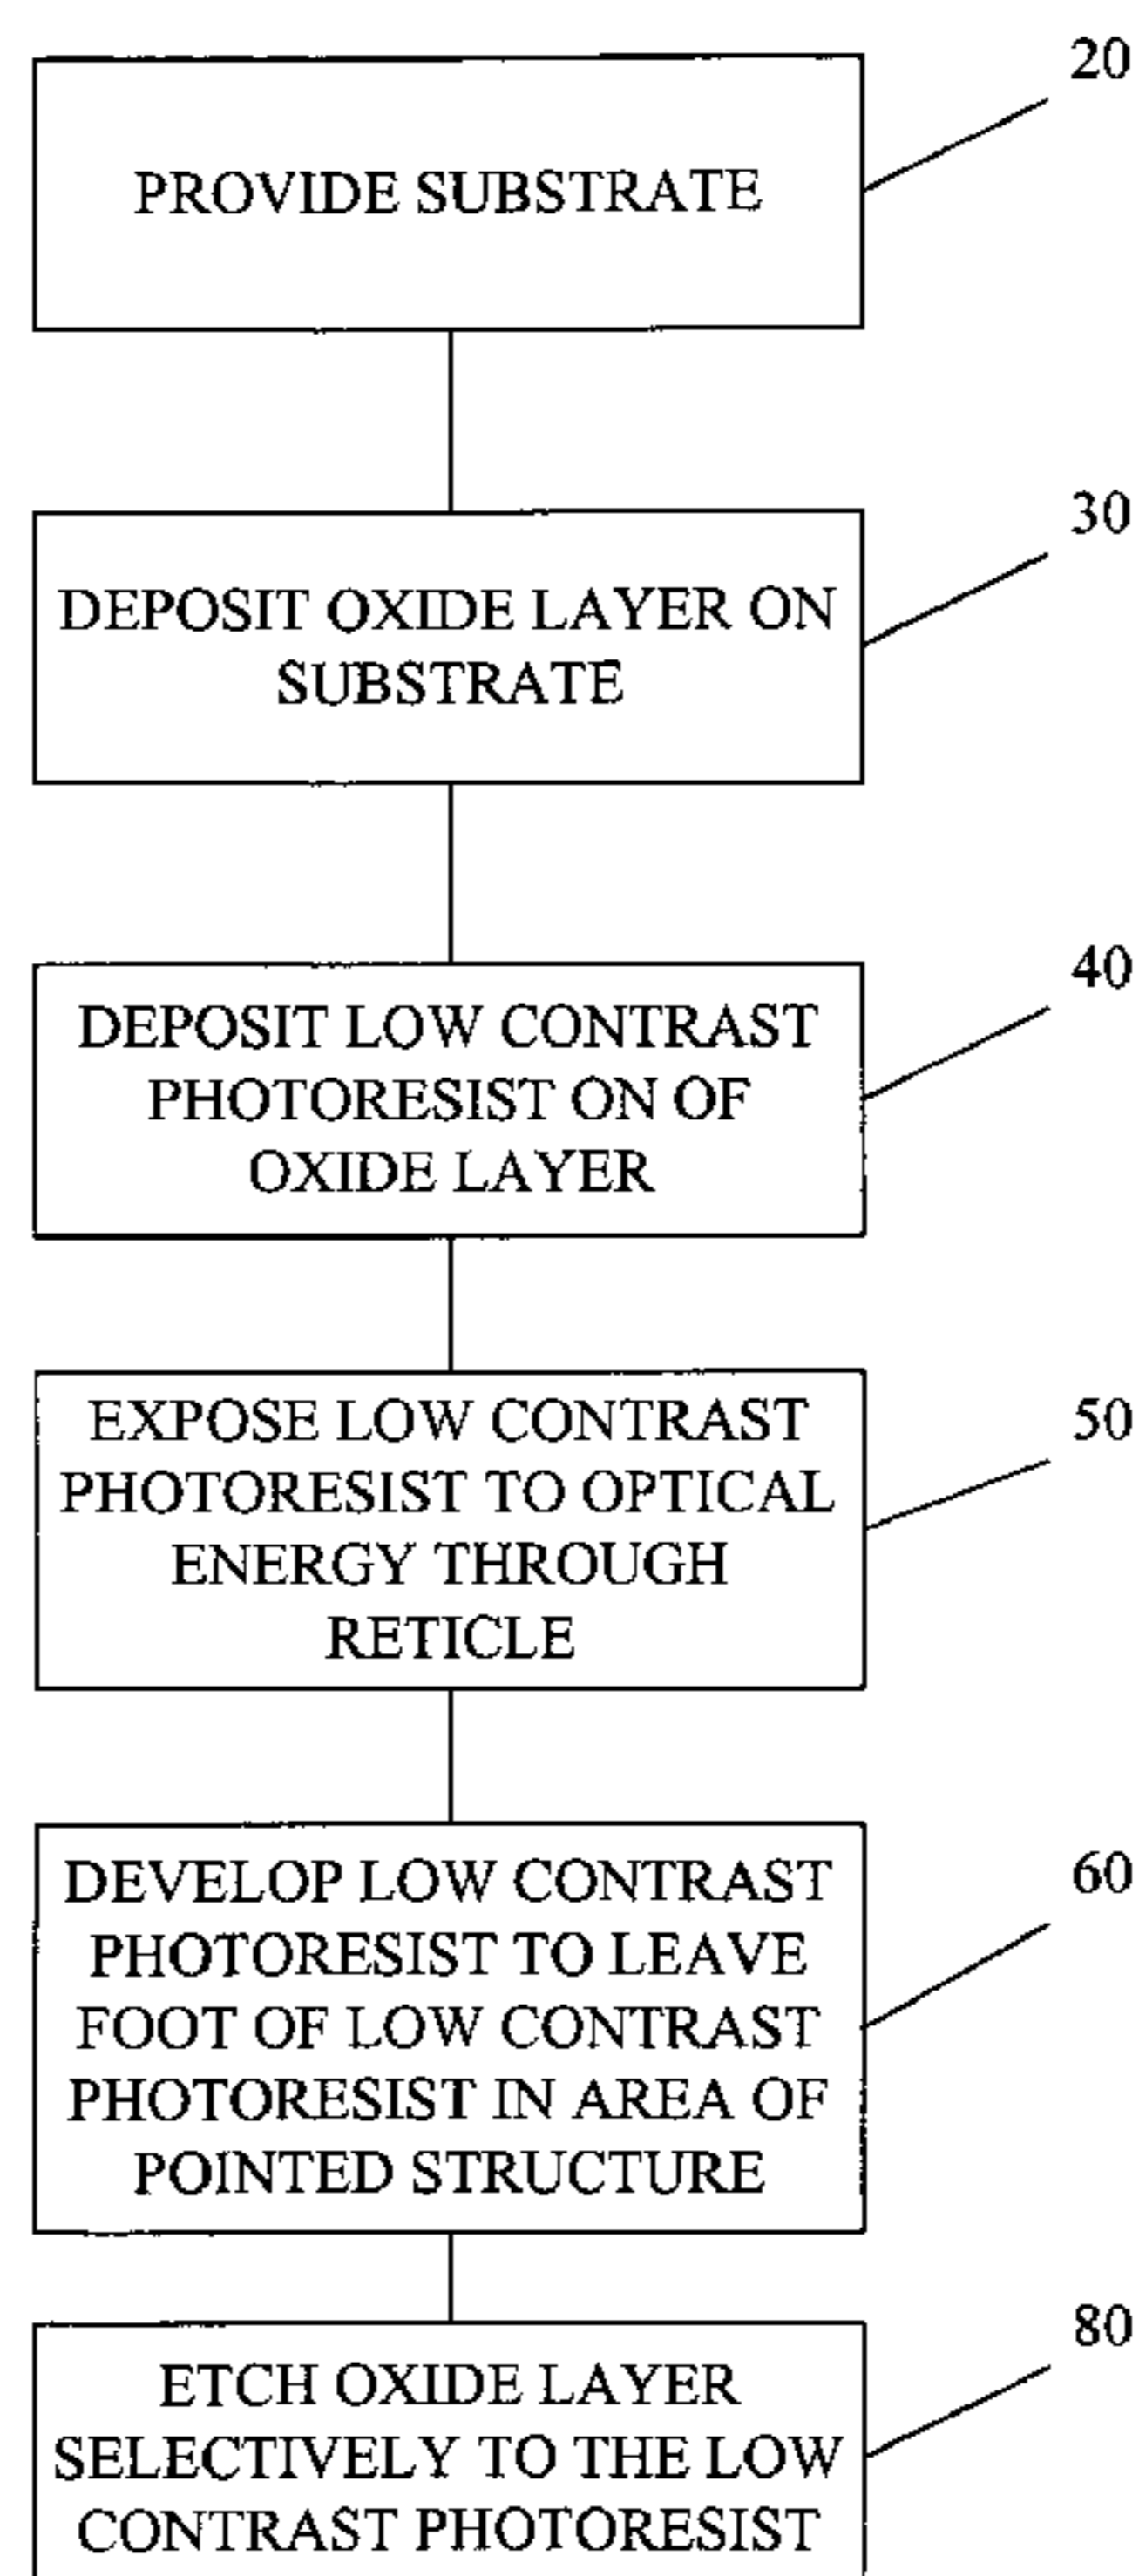 20
PROVIDE SUBSTRATE
30
DEPOSIT OXIDE LAYER ON
SUBSTRATE
40
DEPOSIT LOW CONTRAST
PHOTORESIST ON OF
OXIDE LAYER
50
EXPOSE LOW CONTRAST
PHOTORESIST TO OPTICAL
ENERGY THROUGH
RETICLE
60
DEVELOP LOW CONTRAST
PHOTORESIST TO LEAVE
FOOT OF LOW CONTRAST
PHOTORESIST IN AREA OF
POINTED STRUCTURE
80
ETCH OXIDE LAYER
SELECTIVELY TO THE LOW
CONTRAST PHOTORESIST